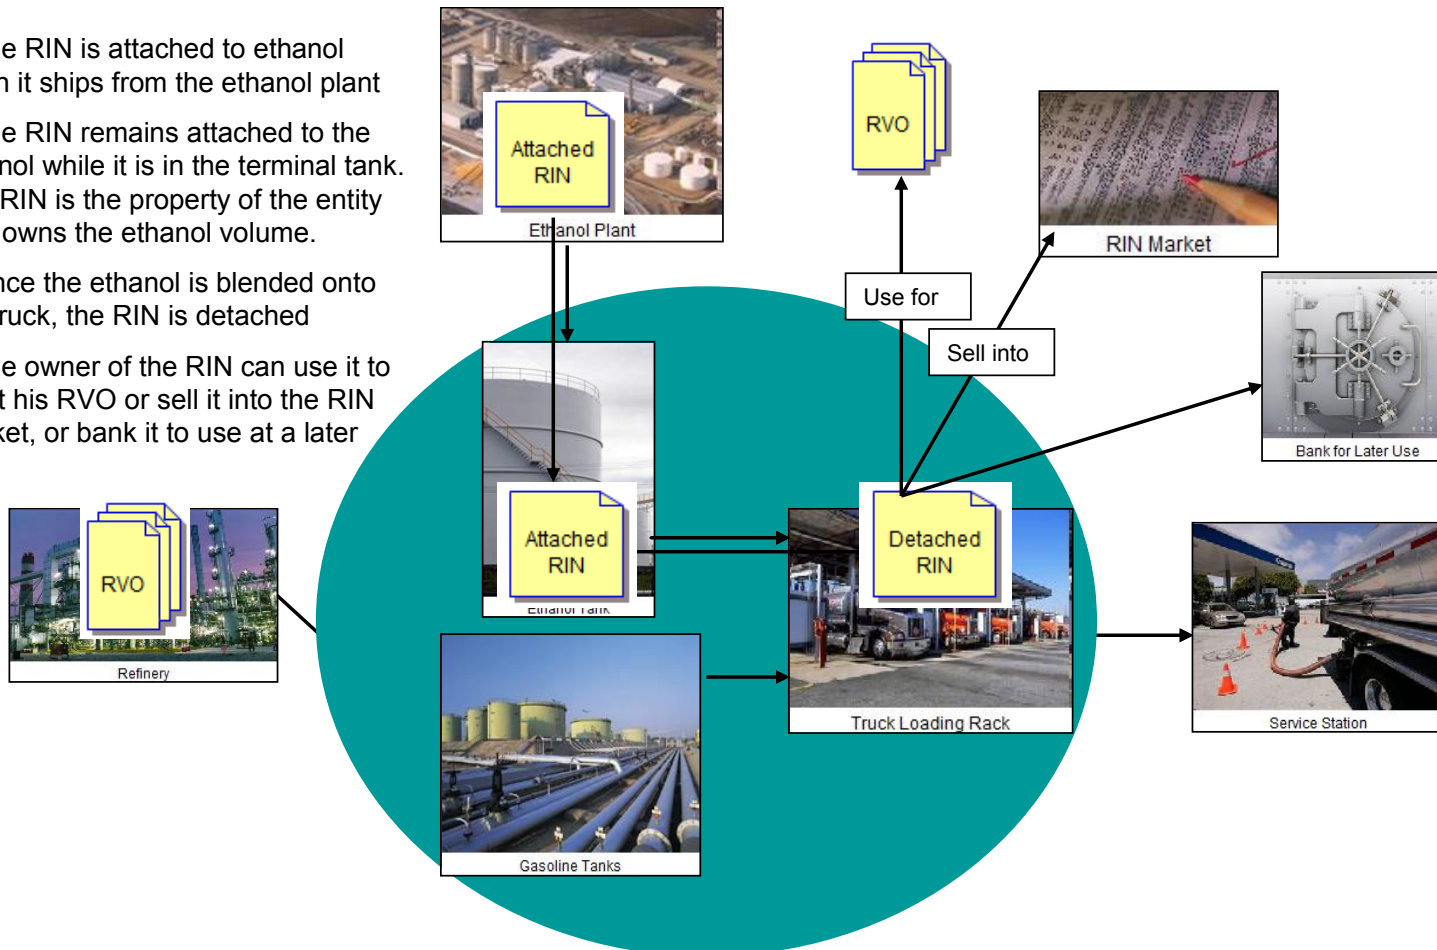 e RIN is attached to ethanol
n it ships from the ethanol plant
e RIN remains attached to the
nol while it is in the terminal tank.
RIN is the property of the entity
owns the ethanol volume.
nce the ethanol is blended onto
ruck, the RIN is detached
e owner of the RIN can use it to
t his RVO or sell it into the RIN
ket, or bank it to use at a later
Attached
RIN
Ethanol Plant
RVO
RIN Market
Use for
Sell into
Bank for Later Use
Attached
RIN
Ethanol Tank
Detached
RIN
Truck Loading Rack
RVO
Refinery
Service Station
Gasoline Tanks